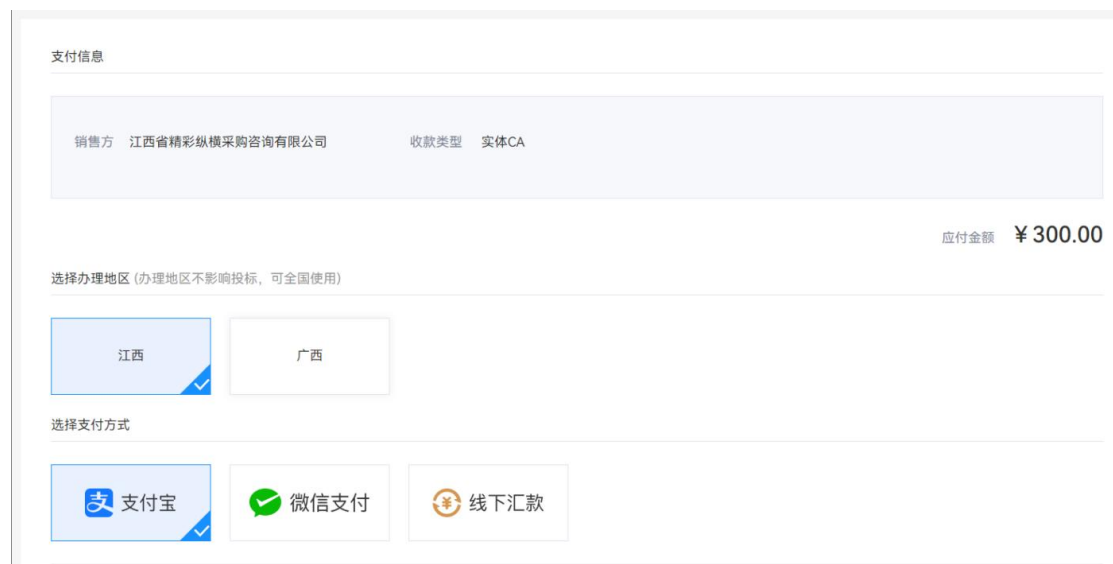 支付信息
销售方 江西省精彩纵横采购咨询有限公司 收款类型 实体CA
应付金额 ￥300.00
选择办理地区 (办理地区不影响投标，可全国使用)
江西 广西
选择支付方式
支 支付宝 微信支付 ¥ 线下汇款